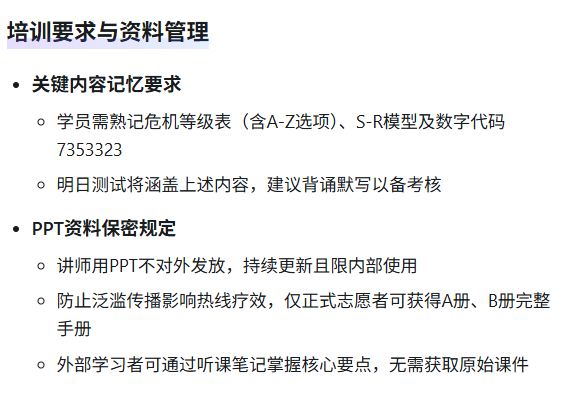 培训要求与资料管理
关键内容记忆要求
学员需熟记危机等级表（含A-Z选项）、S-R模型及数字代码
7353323
明日测试将涵盖上述内容，建议背诵默写以备考核
PPT资料保密规定
讲师用PPT不对外发放，持续更新且限内部使用
防止泛滥传播影响热线疗效，仅正式志愿者可获得A册、B册完整
手册
外部学习者可通过听课笔记掌握核心要点，无需获取原始课件